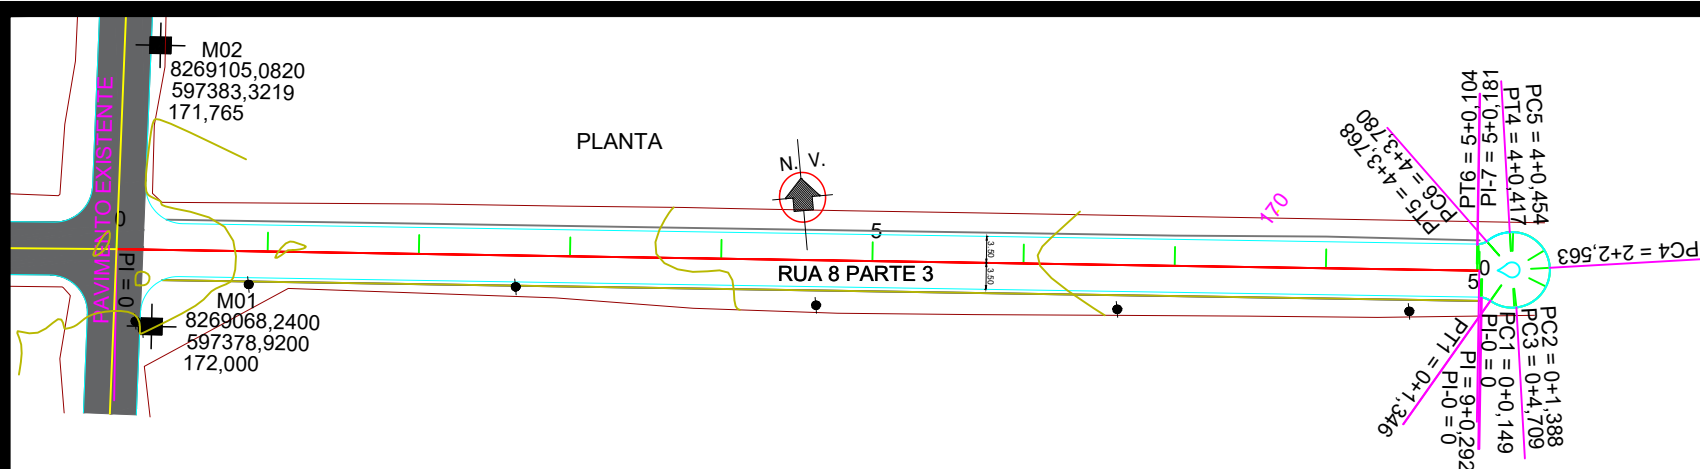 M02
8269105,0820
597383,3219
171,765
PAVIMENTO EXISTENTE
PLANTA
N. V.
0
PI = 0
M01
8269068,2400
597378,9200
172,000
5
3.50
3.50
RUA 8 PARTE 3
170
PT5 = 4+3,768
PC6 = 4+3,780
PT6 = 5+0,104
PI-7 = 5+0,181
PT4 = 4+0,417
PC5 = 4+0,454
PC4 = 2+2,563
0
5
PT1 = 0+1,346
PI-0 = 0
PI = 9+0,292
PI-0 = 0
PC1 = 0+0,149
PC3 = 0+4,709
PC2 = 0+1,388